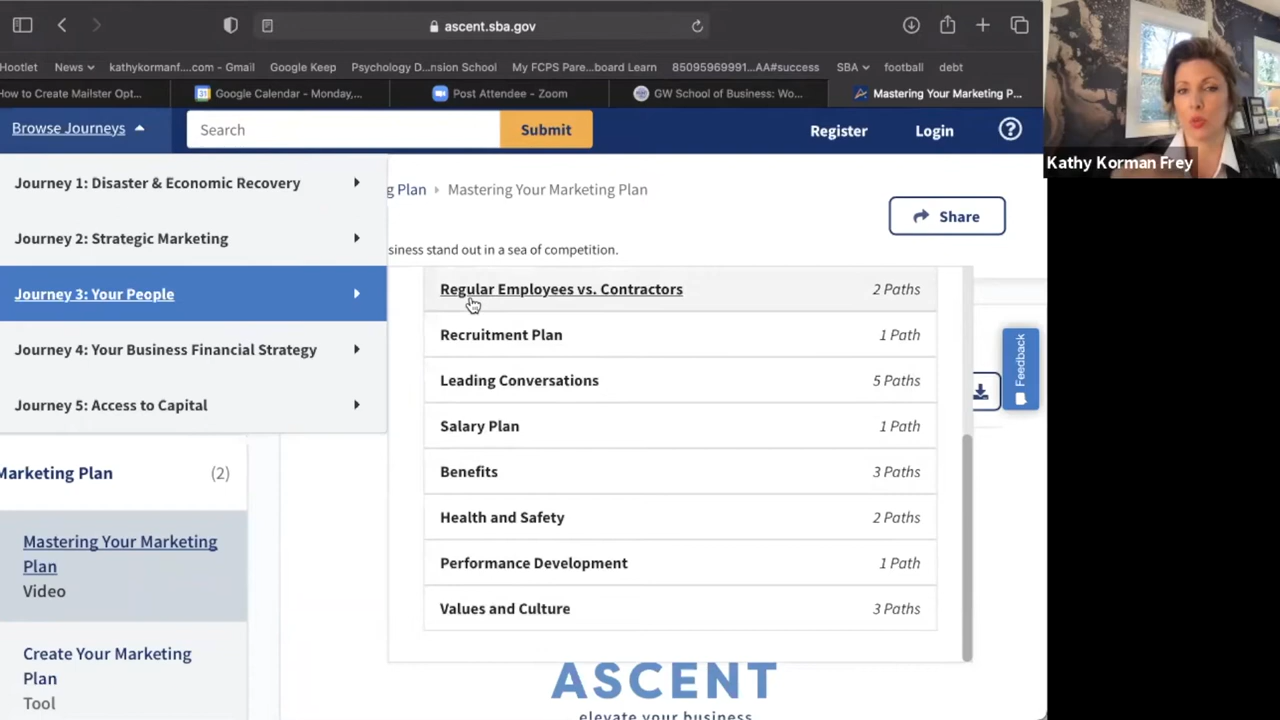 ascent.sba.gov
Hootlet News kathykormanf....com - Gmail Google Keep Psychology D...nsion School My FCPS Pare...board Learn 85095969991...AA#success SBA football debt
How to Create Mailster Opt... Google Calendar - Monday,... Post Attendee - Zoom GW School of Business: Wo... Mastering Your Marketing P...
Browse Journeys Search Submit Register Login ?
Kathy Korman Frey
Journey 1: Disaster & Economic Recovery
g Plan Mastering Your Marketing Plan
Share
Journey 2: Strategic Marketing
siness stand out in a sea of competition.
Journey 3: Your People
Journey 4: Your Business Financial Strategy
Journey 5: Access to Capital
Regular Employees vs. Contractors 2 Paths
Recruitment Plan 1 Path
Leading Conversations 5 Paths
Salary Plan 1 Path
Benefits 3 Paths
Health and Safety 2 Paths
Performance Development 1 Path
Values and Culture 3 Paths
Feedback
Marketing Plan (2)
Mastering Your Marketing
Plan
Video
Create Your Marketing
Plan
Tool
ASCENT
elevate your business